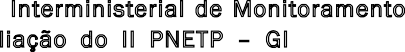 Interministerial de Monitoramento
liação do II PNETP – GI